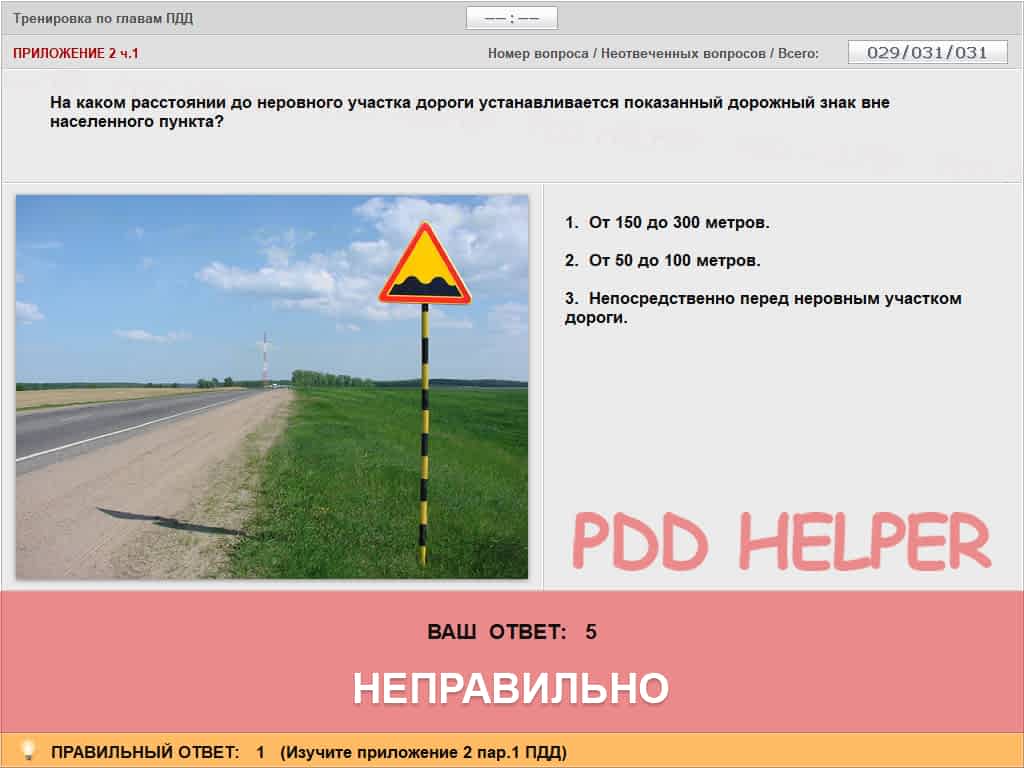 Тренировка по главам ПДД
–– : ––
ПРИЛОЖЕНИЕ 2 ч.1
Номер вопроса / Неотвеченных вопросов / Всего:
029/031/031
На каком расстоянии до неровного участка дороги устанавливается показанный дорожный знак вне
населенного пункта?
1. От 150 до 300 метров.
2. От 50 до 100 метров.
3. Непосредственно перед неровным участком
дороги.
PDD HELPER
ВАШ ОТВЕТ: 5
НЕПРАВИЛЬНО
ПРАВИЛЬНЫЙ ОТВЕТ: 1 (Изучите приложение 2 пар.1 ПДД)